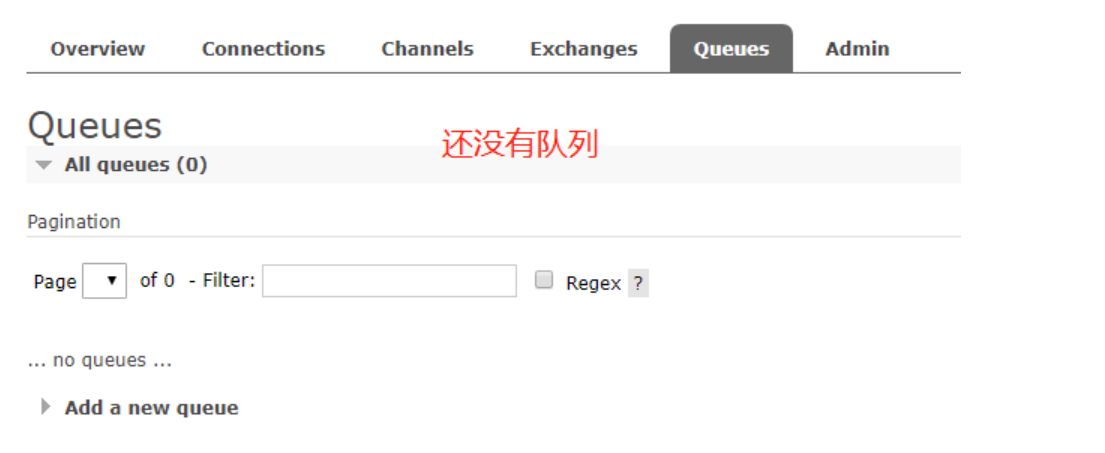 Overview Connections Channels Exchanges Queues Admin
Queues
还没有队列
All queues (0)
Pagination
Page of 0 - Filter: Regex ?
... no queues ...
Add a new queue